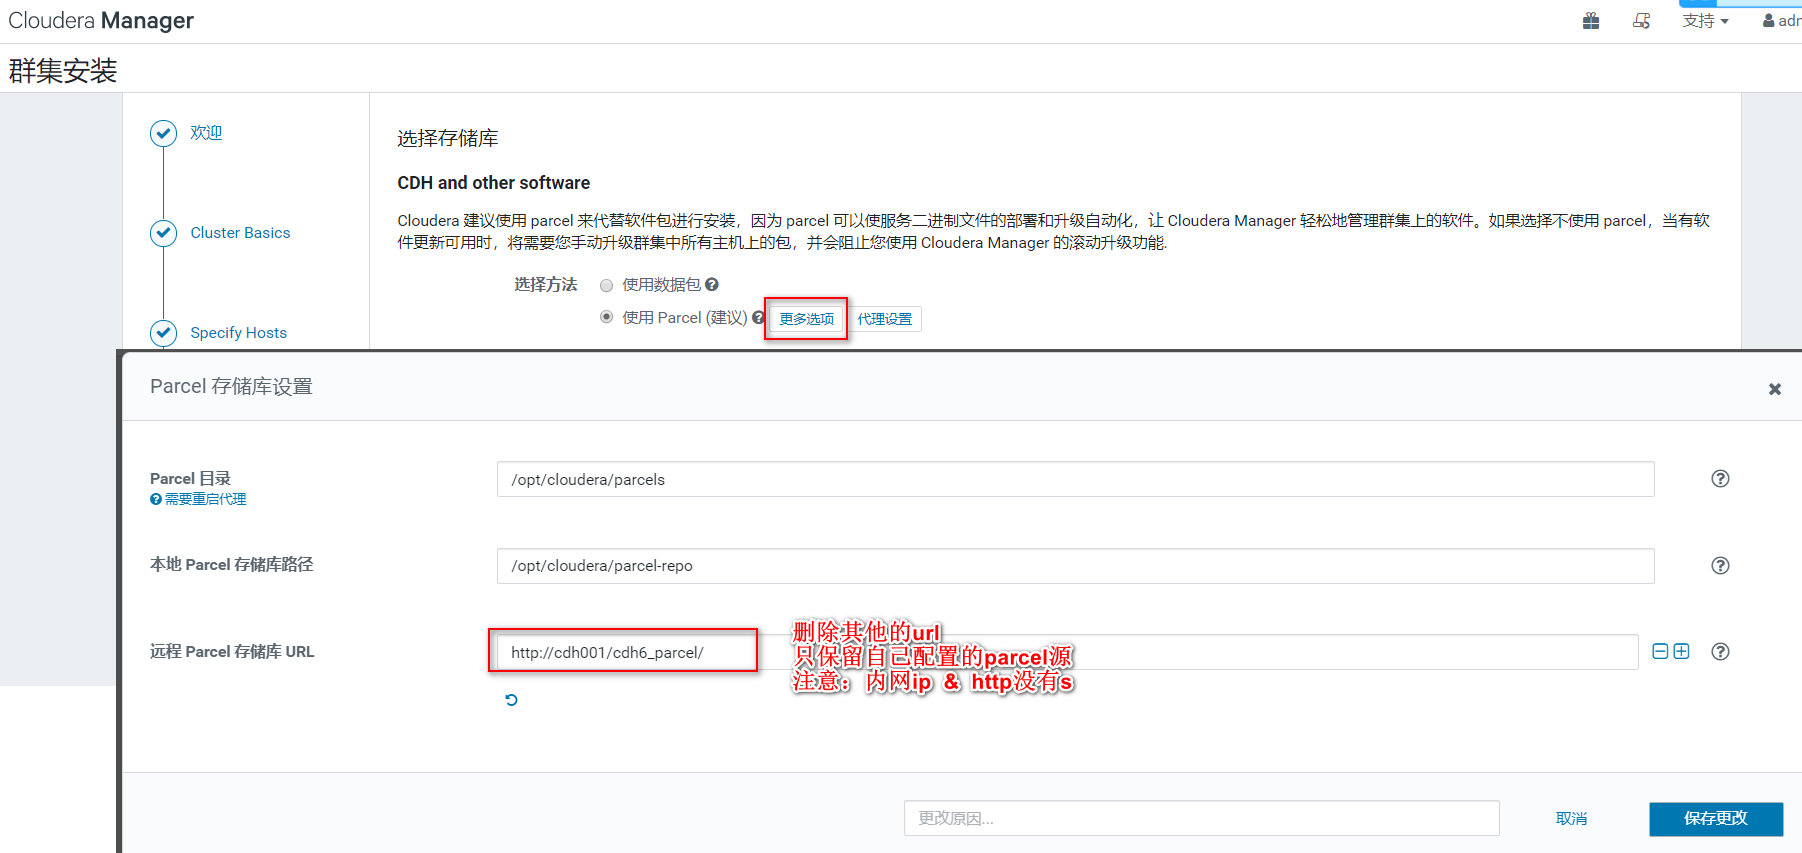 Cloudera Manager
支持
adm
群集安装
欢迎
Cluster Basics
Specify Hosts
选择存储库
CDH and other software
Cloudera 建议使用 parcel 来代替软件包进行安装，因为 parcel 可以使服务二进制文件的部署和升级自动化，让 Cloudera Manager 轻松地管理群集上的软件。如果选择不使用 parcel，当有软
件更新可用时，将需要您手动升级群集中所有主机上的包，并会阻止您使用 Cloudera Manager 的滚动升级功能.
选择方法
使用数据包
使用 Parcel (建议)
更多选项
代理设置
Parcel 存储库设置
Parcel 目录
需要重启代理
/opt/cloudera/parcels
本地 Parcel 存储库路径
/opt/cloudera/parcel-repo
远程 Parcel 存储库 URL
http://cdh001/cdh6_parcel/
删除其他的url
只保留自己配置的parcel源
注意：内网ip & http没有s
更改原因...
取消
保存更改